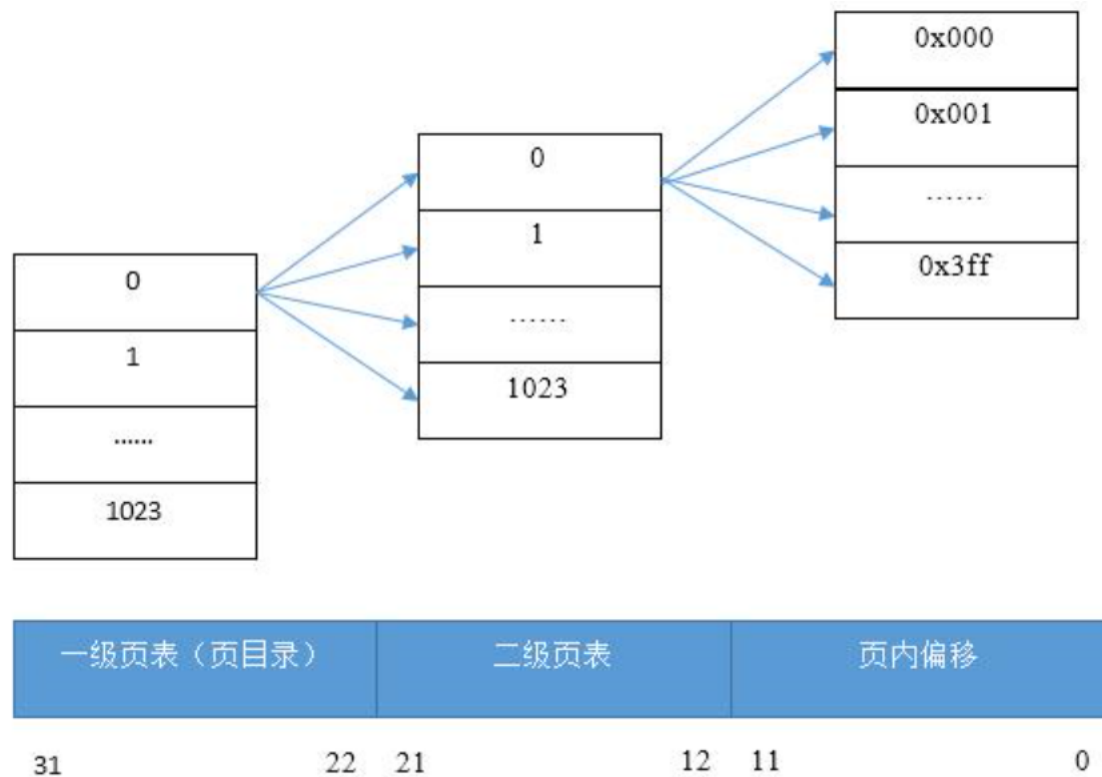 0
1
......
1023
0
1
......
1023
0x000
0x001
......
0x3ff
一级页表（页目录） 二级页表 页内偏移
31 22 21 12 11 0